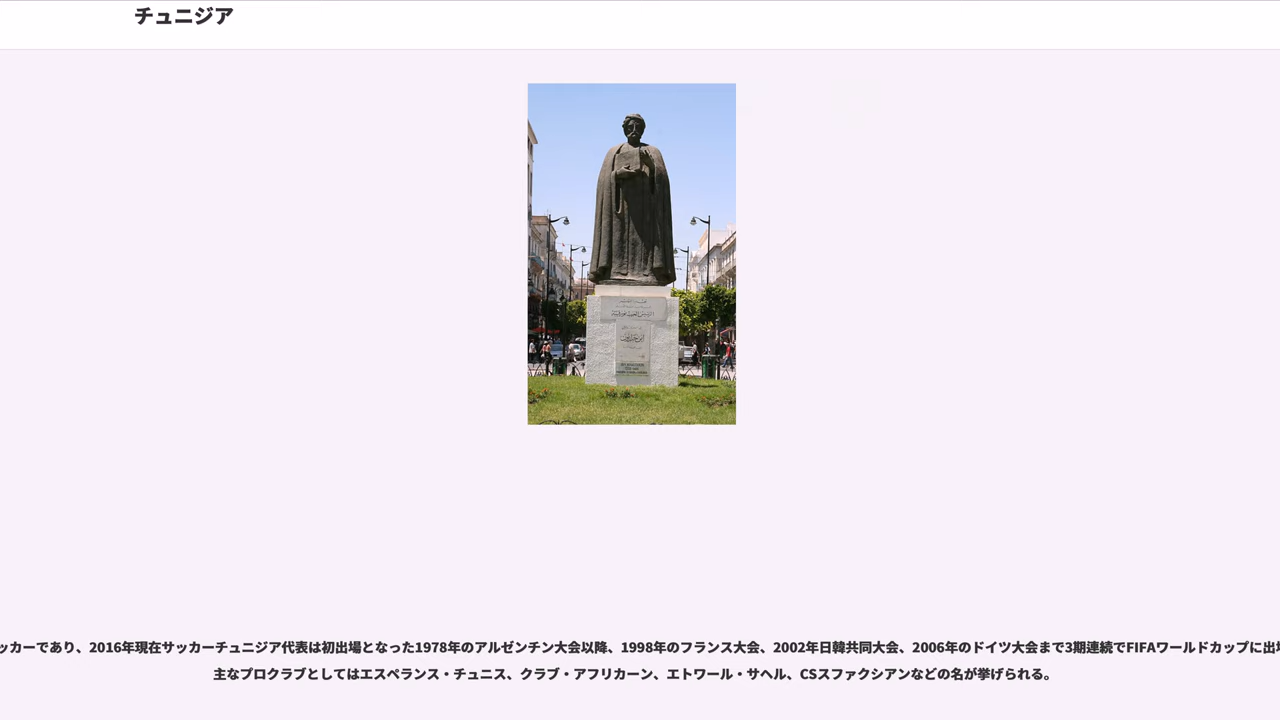 チュニジア
ッカーであり、2016年現在サッカーチュニジア代表は初出場となった1978年のアルゼンチン大会以降、1998年のフランス大会、2002年日韓共同大会、2006年のドイツ大会まで3期連続でFIFAワールドカップに出場
主なプロクラブとしてはエスペランス・チュニス、クラブ・アフリカーン、エトワール・サヘル、CSスファクシアンなどの名が挙げられる。